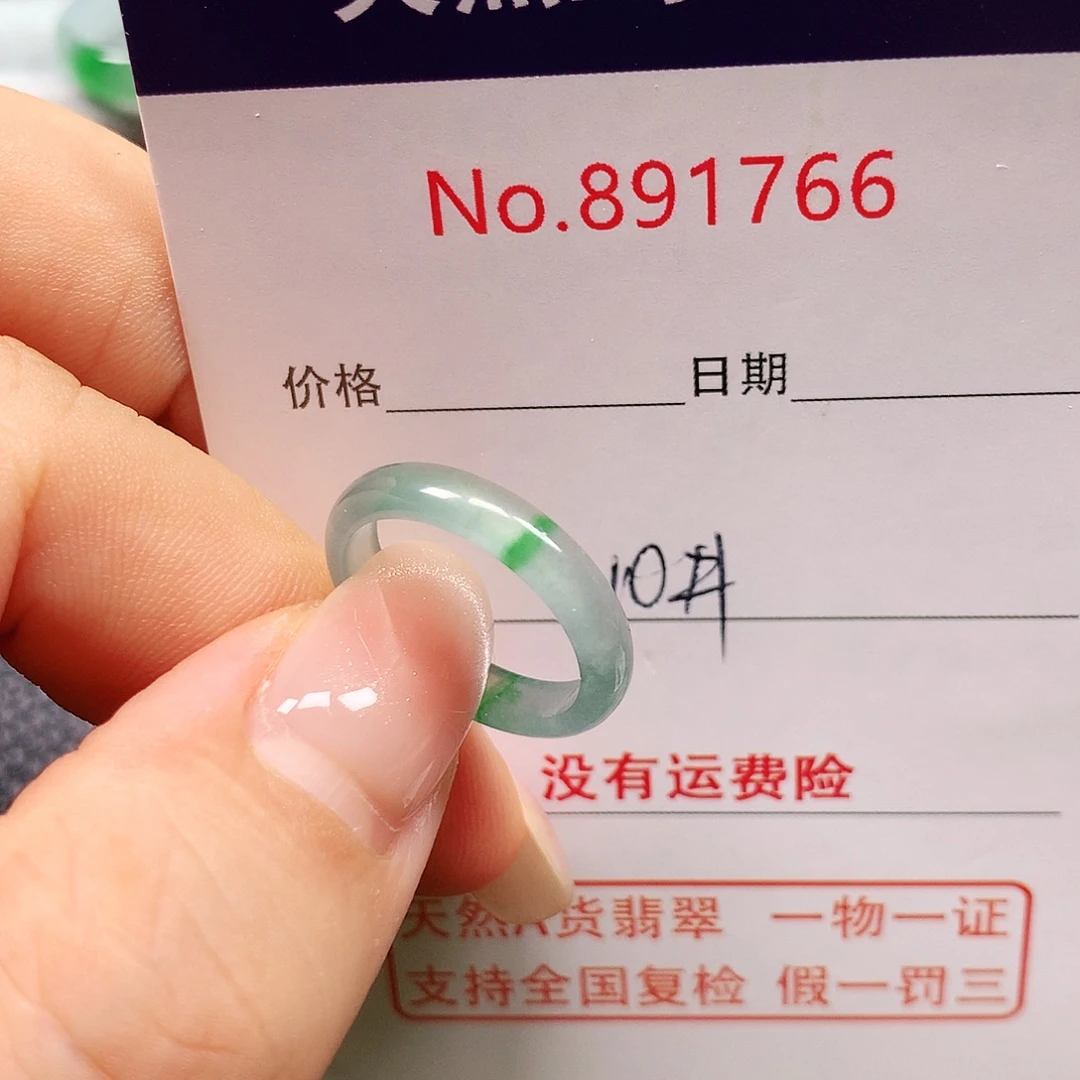 No.891766
价格 日期
10#
没有运费险
天然A货翡翠 一物一证
支持全国复检 假一罚三